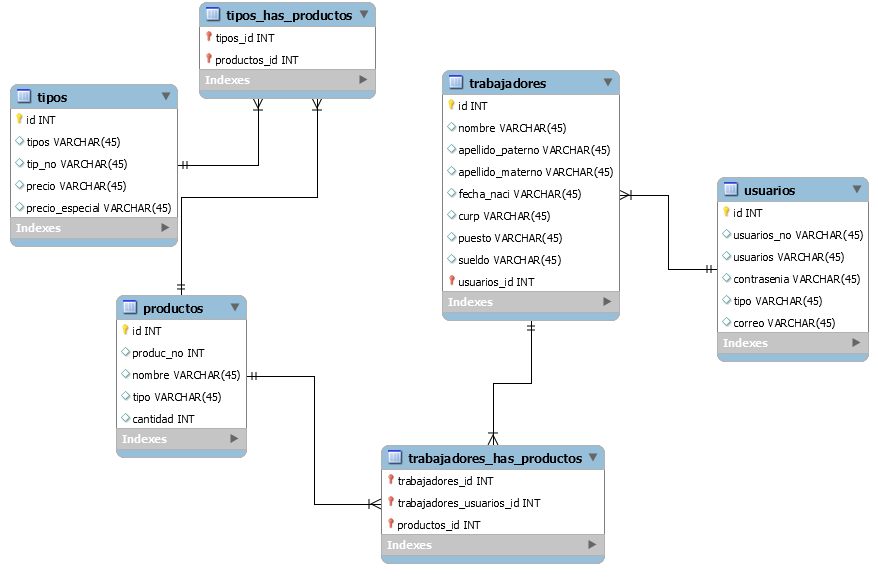 tipos_has_productos
tipos_id INT
productos_id INT
Indexes
tipos
id INT
tipos VARCHAR(45)
tip_no VARCHAR(45)
precio VARCHAR(45)
precio_especial VARCHAR(45)
Indexes
trabajadores
id INT
nombre VARCHAR(45)
apellido_paterno VARCHAR(45)
apellido_materno VARCHAR(45)
fecha_naci VARCHAR(45)
curp VARCHAR(45)
puesto VARCHAR(45)
sueldo VARCHAR(45)
usuarios_id INT
Indexes
usuarios
id INT
usuarios_no VARCHAR(45)
usuarios VARCHAR(45)
contrasenia VARCHAR(45)
tipo VARCHAR(45)
correo VARCHAR(45)
Indexes
productos
id INT
produc_no INT
nombre VARCHAR(45)
tipo VARCHAR(45)
cantidad INT
Indexes
trabajadores_has_productos
trabajadores_id INT
trabajadores_usuarios_id INT
productos_id INT
Indexes